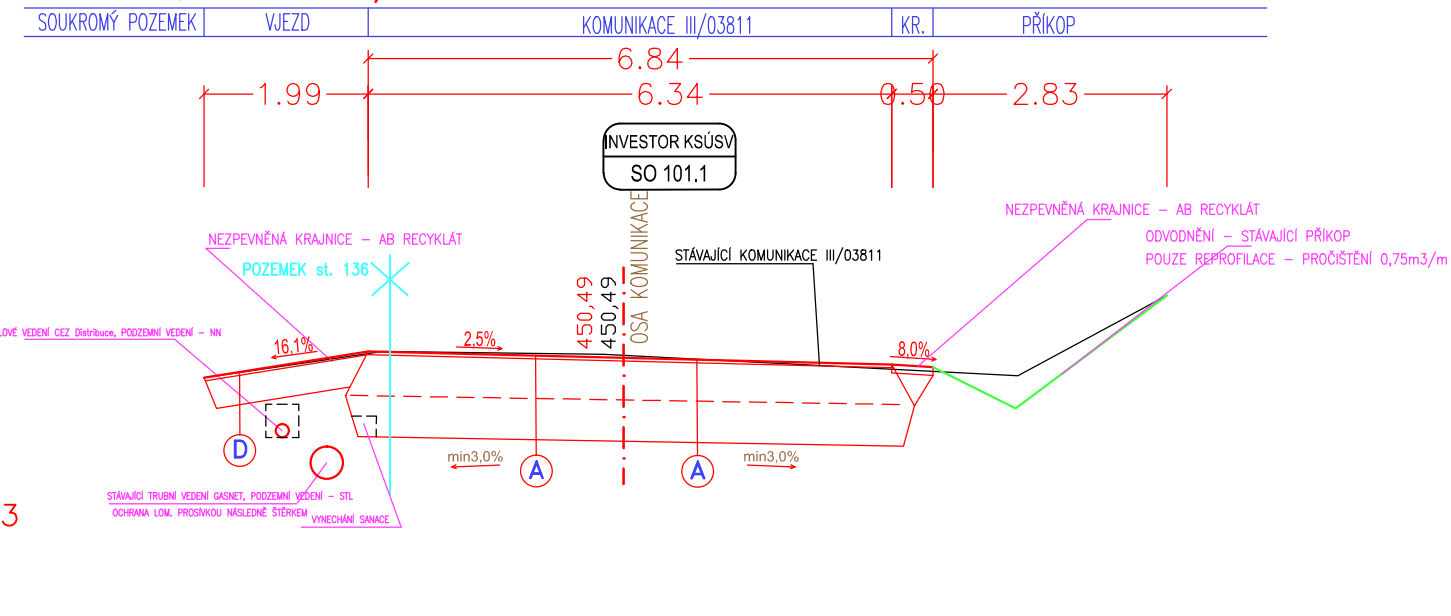 SOUKROMÝ POZEMEK
VJEZD
KOMUNIKACE III/03811
KR.
PŘÍKOP
6.84
1.99
6.34
0.50
2.83
INVESTOR KSÚSV
SO 101.1
OSA KOMUNIKACE
NEZPEVNĚNÁ KRAJNICE – AB RECYKLÁT
NEZPEVNĚNÁ KRAJNICE – AB RECYKLÁT
ODVODNĚNÍ – STÁVAJÍCÍ PŘÍKOP
POUZE REPROFILACE – PROČIŠTĚNÍ 0,75m3/m
POZEMEK st. 136
STÁVAJÍCÍ KOMUNIKACE III/03811
450,49
450,49
LOVÉ VEDENÍ CEZ Distribuce, PODZEMNÍ VEDENÍ – NN
16.1%
2.5%
8.0%
D
min3,0%
A
A
min3,0%
STÁVAJÍCÍ TRUBNÍ VEDENÍ GASNET, PODZEMNÍ VEDENÍ – STL
OCHRANA LOM. PROSÍVKOU NÁSLEDNĚ ŠTĚRKEM
VYNECHÁNÍ SANACE
3